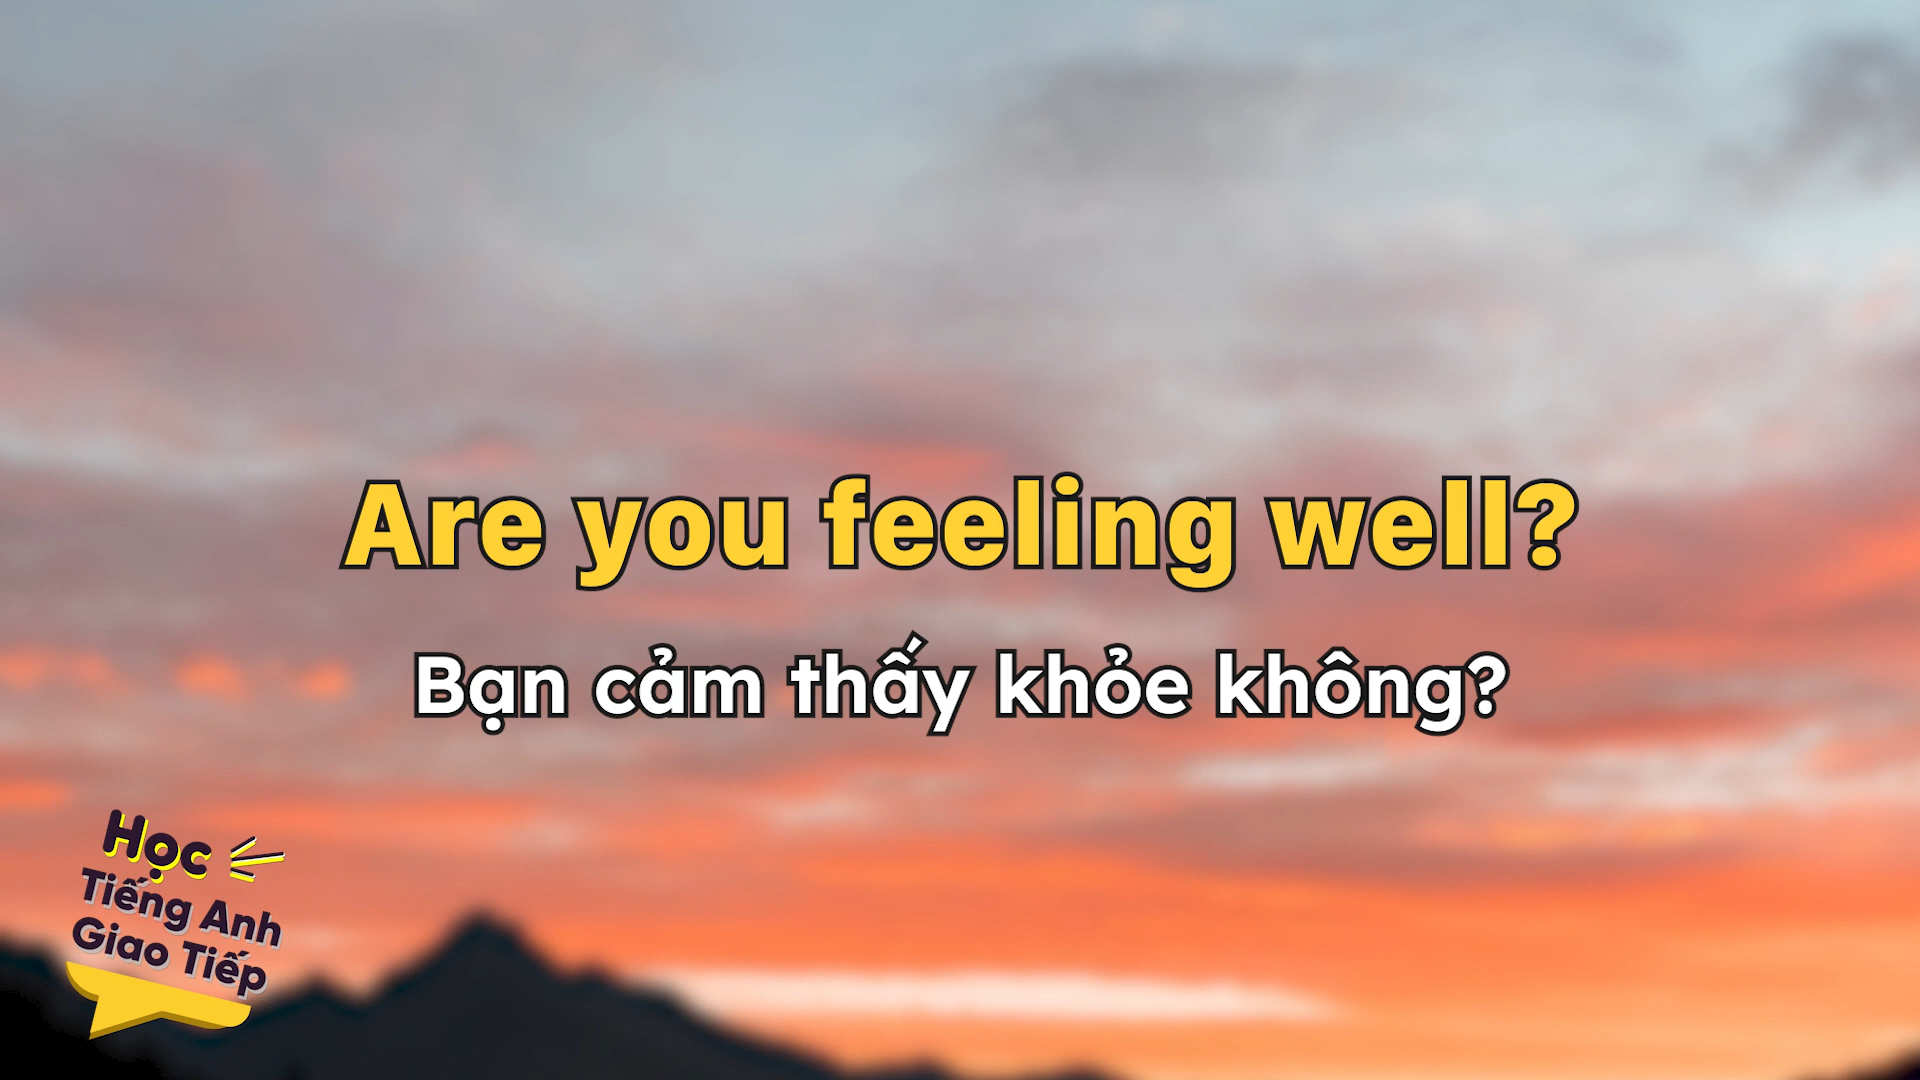 Are you feeling well?
Bạn cảm thấy khỏe không?
Học
Tiếng Anh
Giao Tiếp